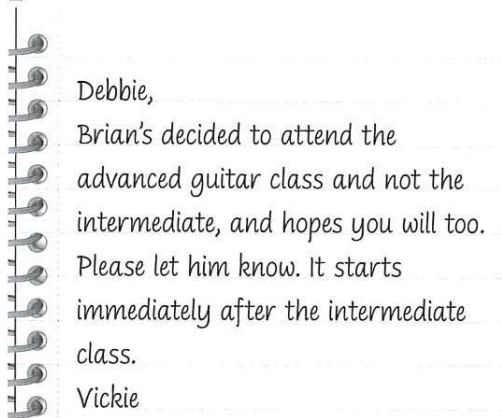 Debbie,
Brian's decided to attend the
advanced guitar class and not the
intermediate, and hopes you will too.
Please let him know. It starts
immediately after the intermediate
class.
Vickie